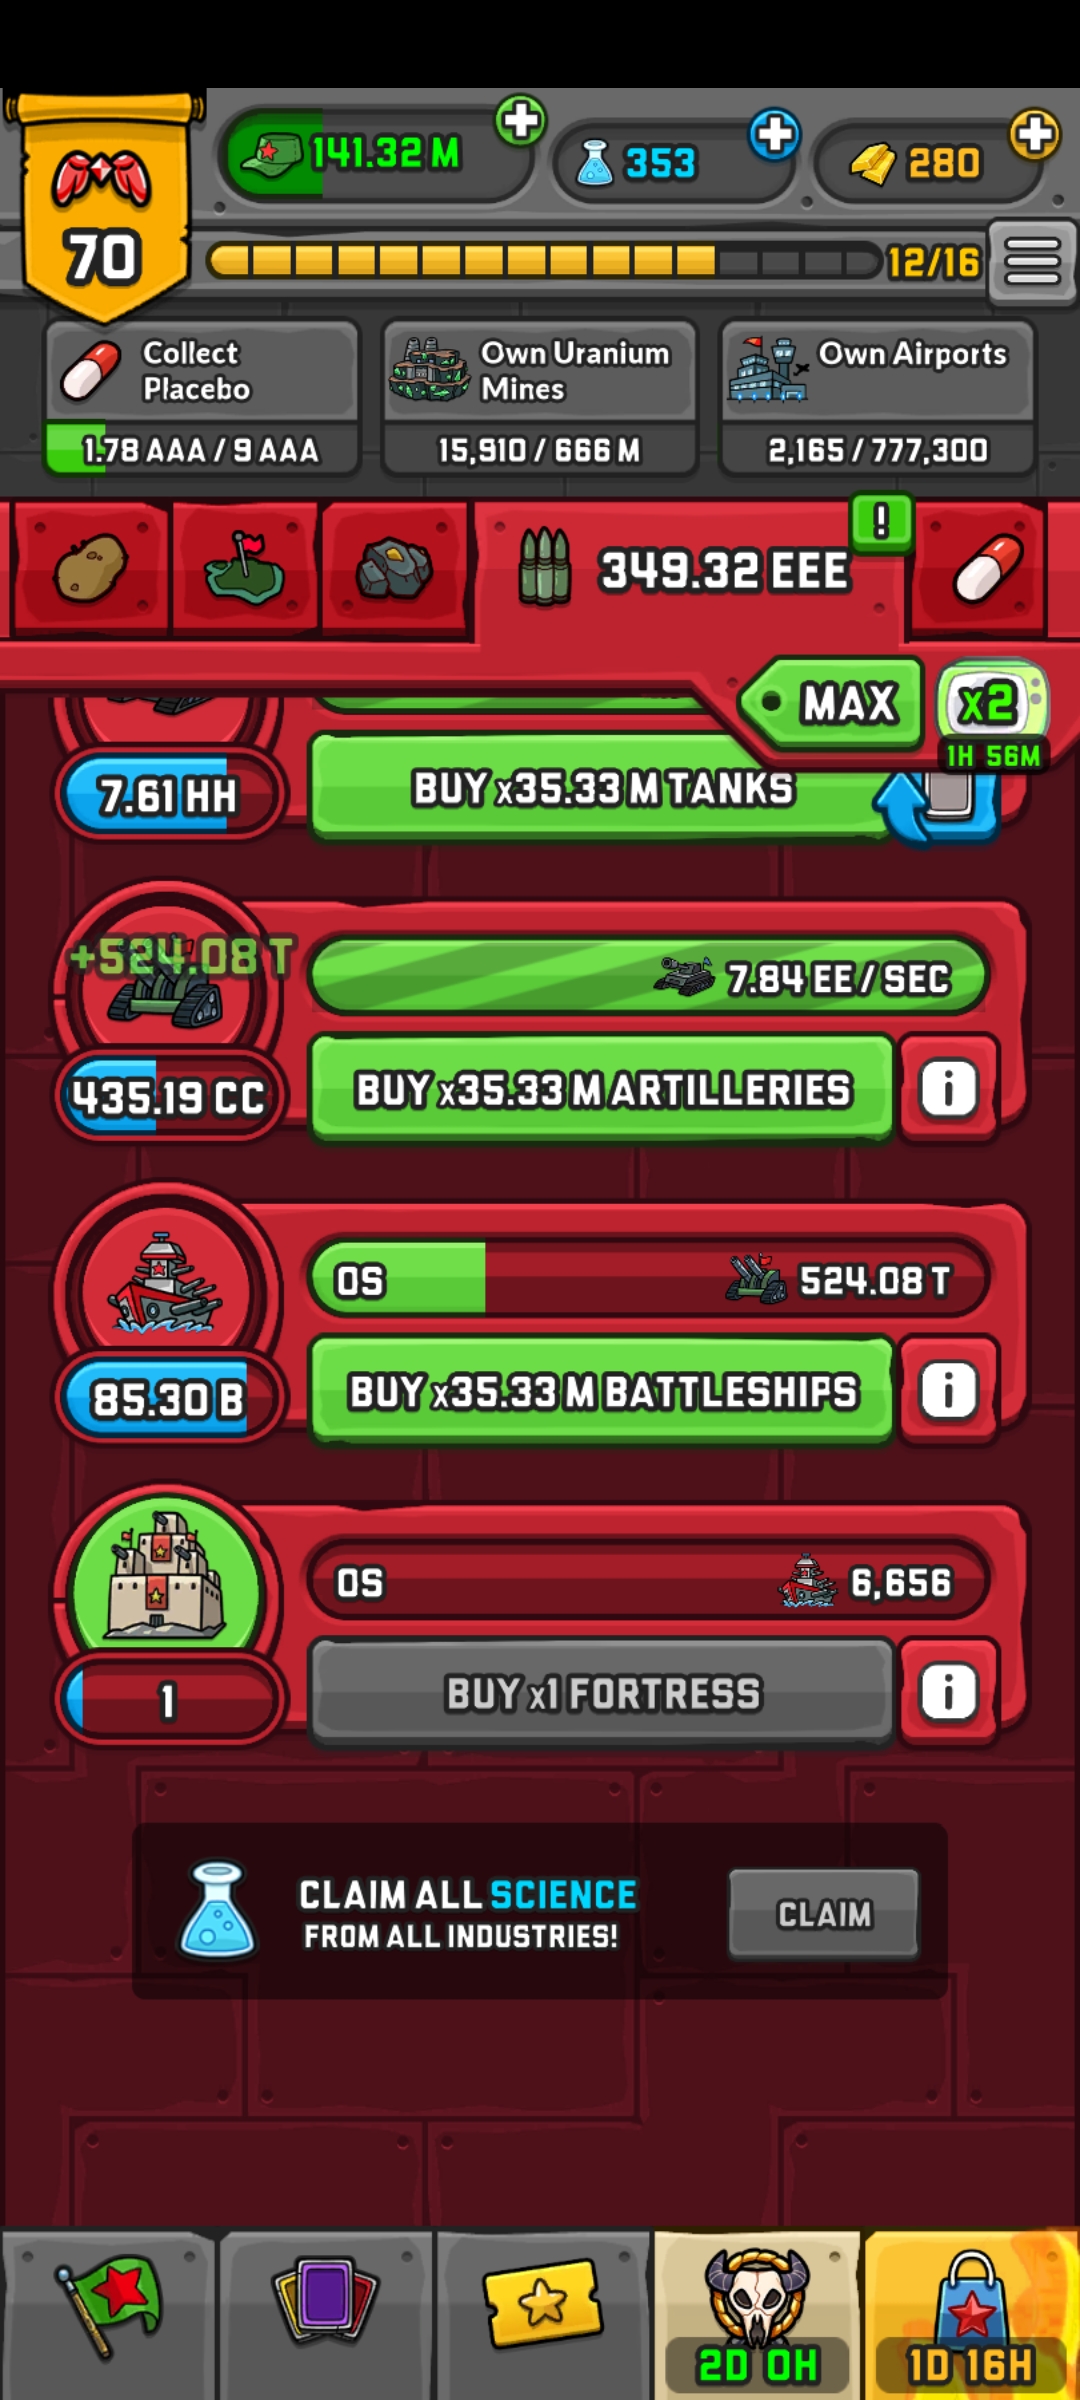 141.32 M
353
280
70
12/16
Collect
Placebo
1.78 AAA / 9 AAA
Own Uranium
Mines
15,910 / 666 M
Own Airports
2,165 / 777,300
349.32 EEE
!
MAX
x2
1H 56M
7.61 HH
BUY x35.33 M TANKS
+524.08 T
7.84 EE / SEC
435.19 CC
BUY x35.33 M ARTILLERIES
i
0S
524.08 T
85.30 B
BUY x35.33 M BATTLESHIPS
i
0S
6,656
1
BUY x1 FORTRESS
i
CLAIM ALL SCIENCE
FROM ALL INDUSTRIES!
CLAIM
2D 0H
1D 16H